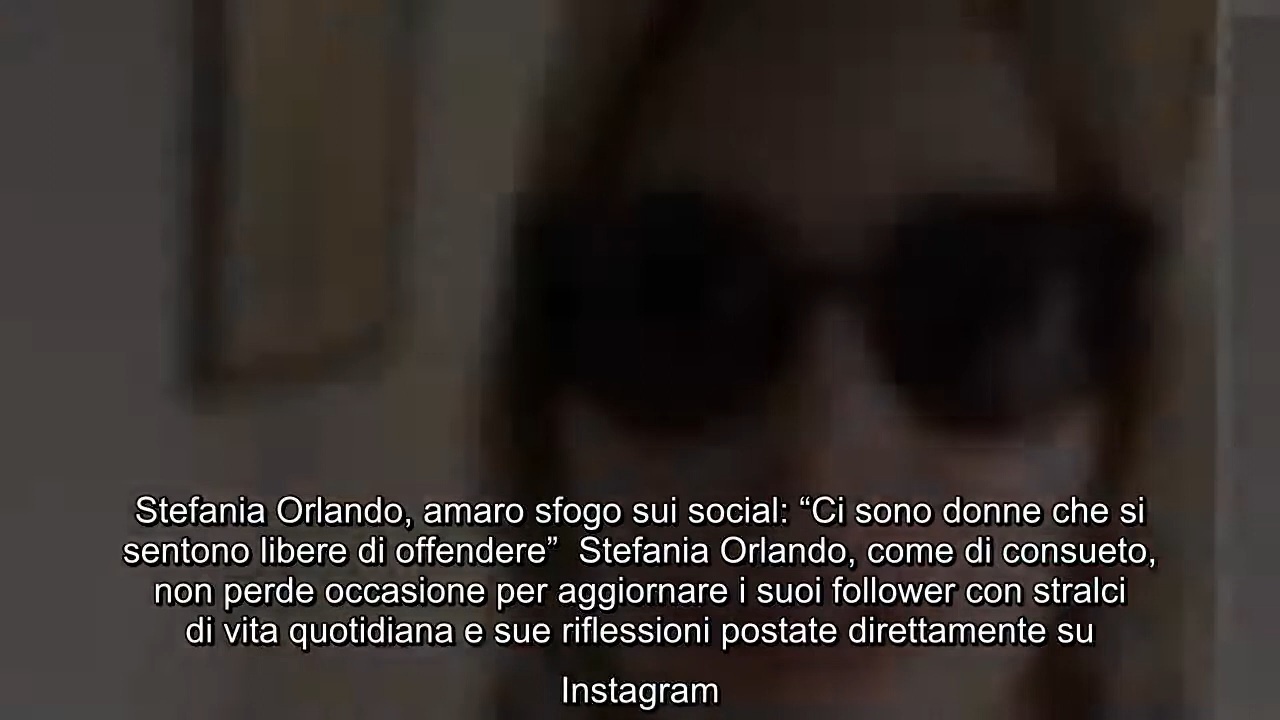 Stefania Orlando, amaro sfogo sui social: “Ci sono donne che si
sentono libere di offendere”  Stefania Orlando, come di consueto,
non perde occasione per aggiornare i suoi follower con stralci
di vita quotidiana e sue riflessioni postate direttamente su
Instagram